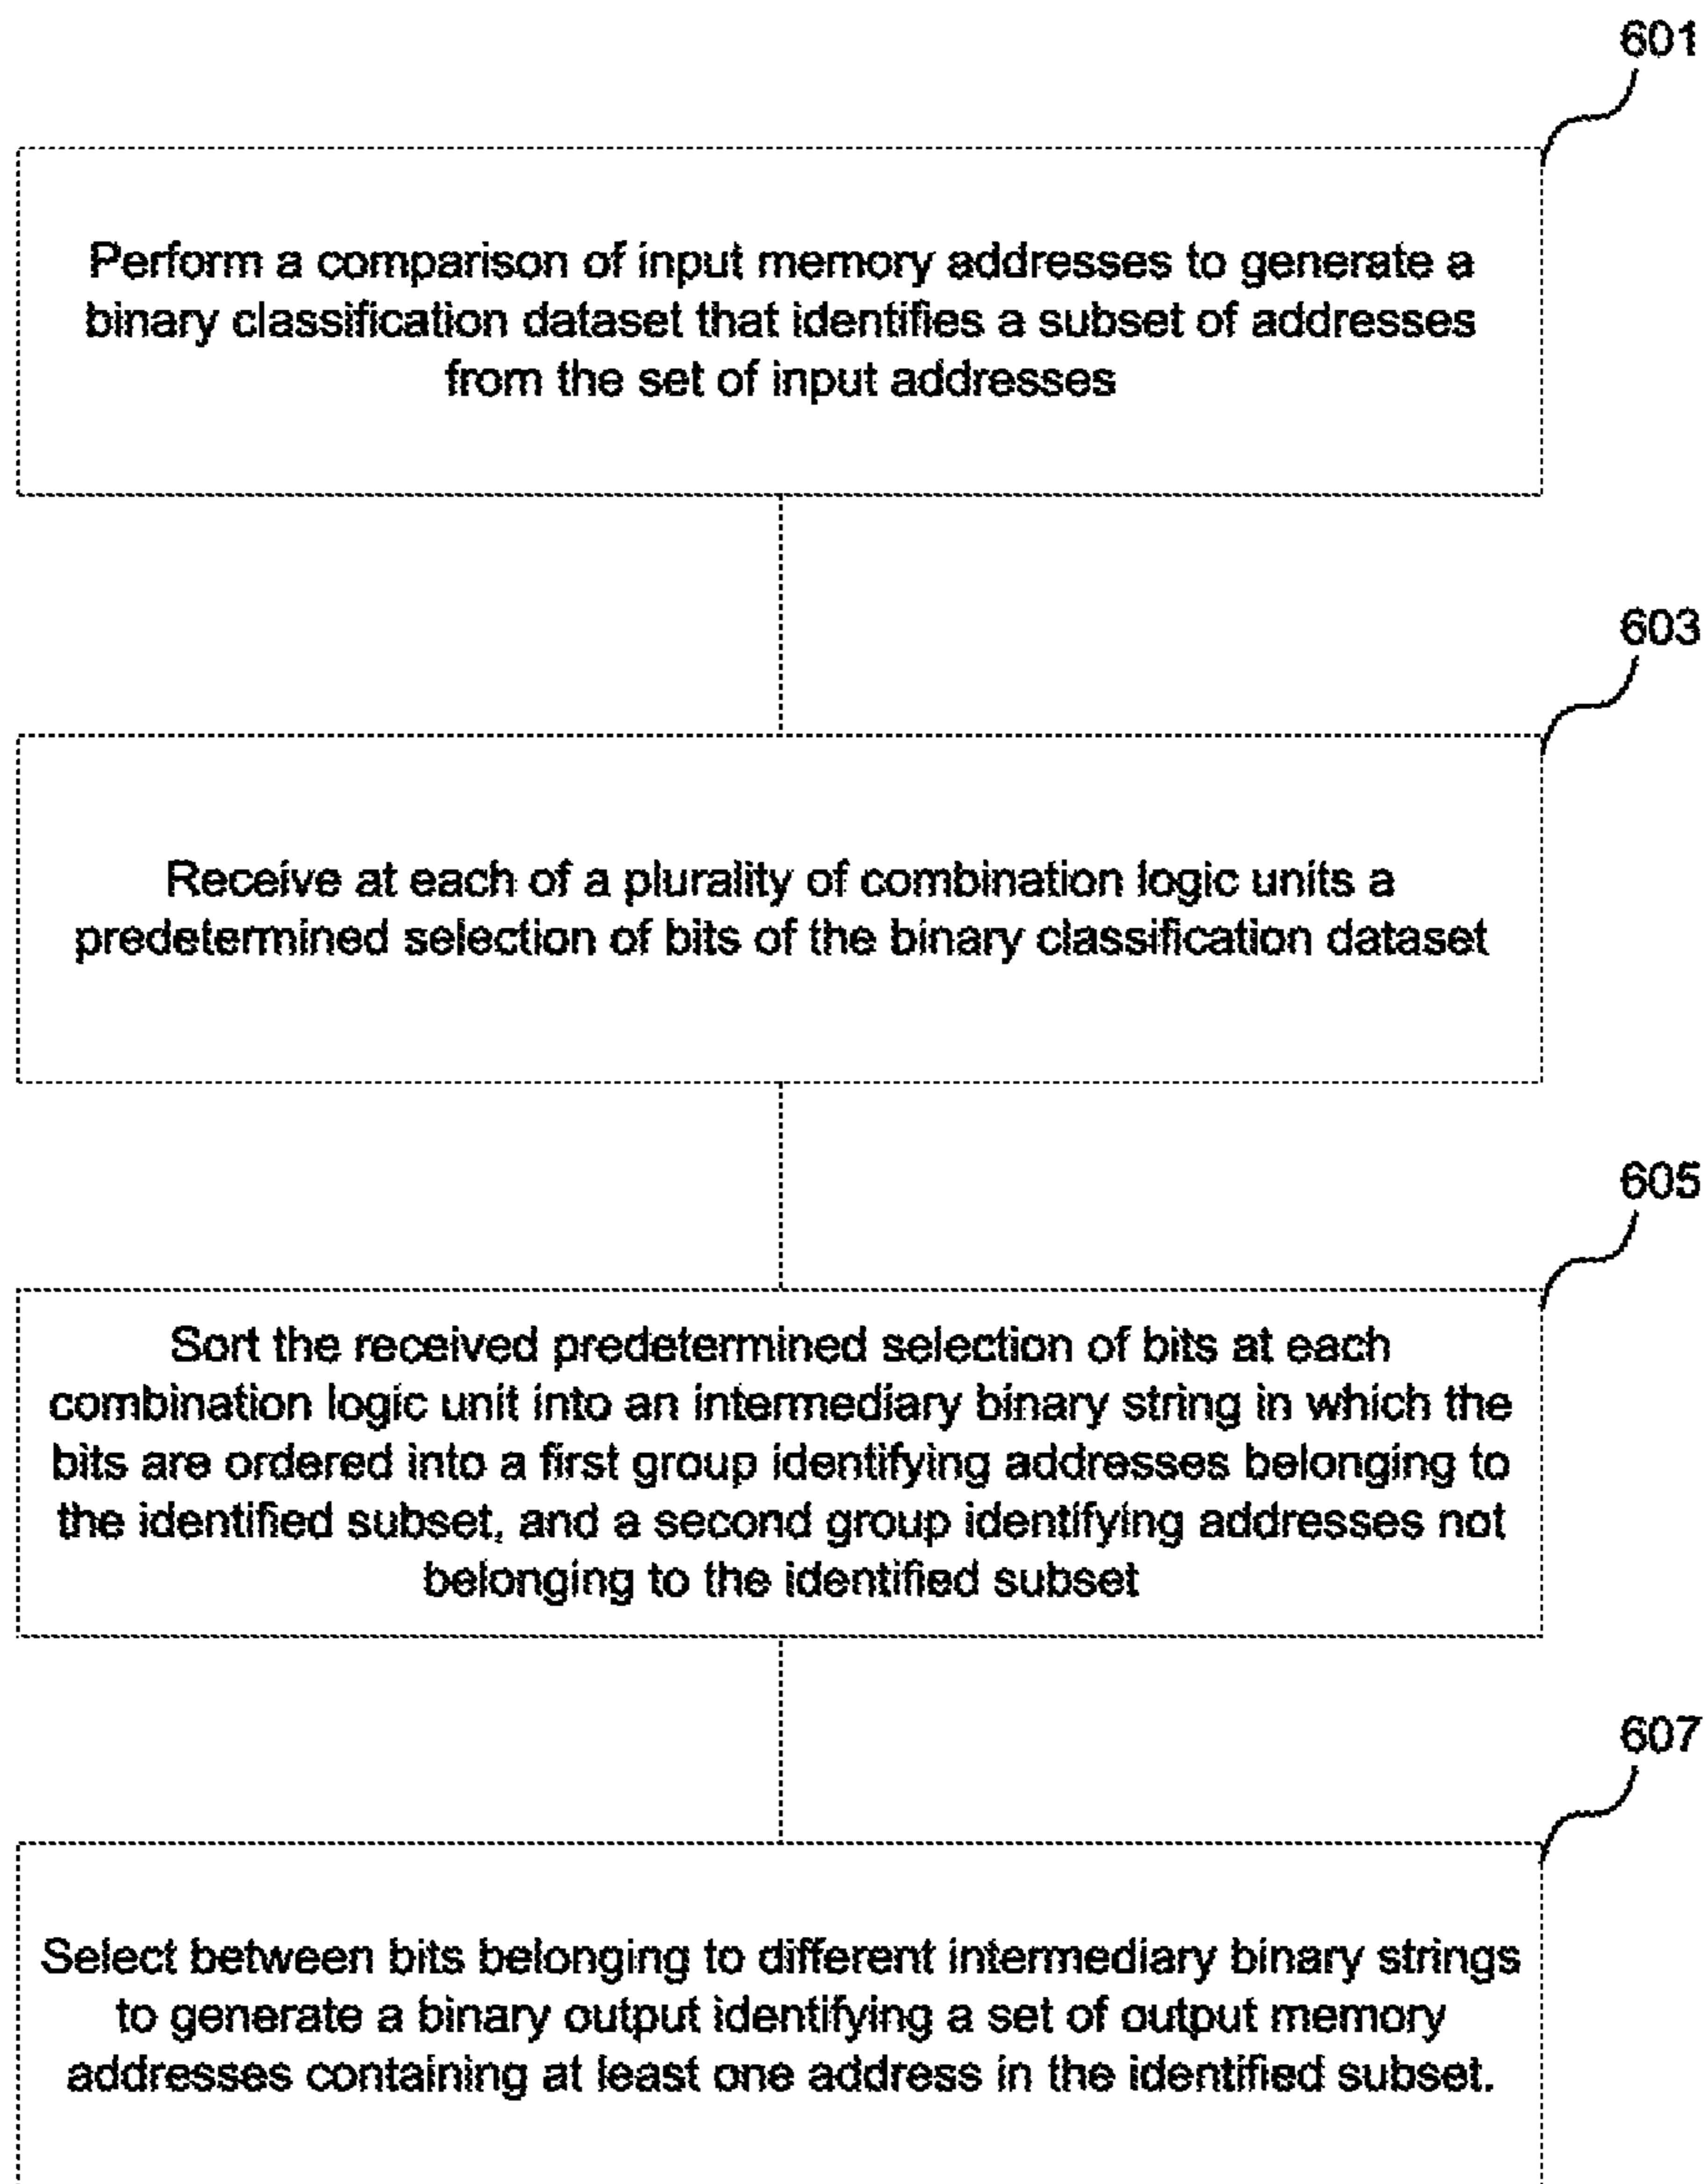 601
Perform a comparison of input memory addresses to generate a
binary classification dataset that identifies a subset of addresses
from the set of input addresses
603
Receive at each of a plurality of combination logic units a
predetermined selection of bits of the binary classification dataset
605
Sort the received predetermined selection of bits at each
combination logic unit into an intermediary binary string in which the
bits are ordered into a first group identifying addresses belonging to
the identified subset, and a second group identifying addresses not
belonging to the identified subset
607
Select between bits belonging to different intermediary binary strings
to generate a binary output identifying a set of output memory
addresses containing at least one address in the identified subset.